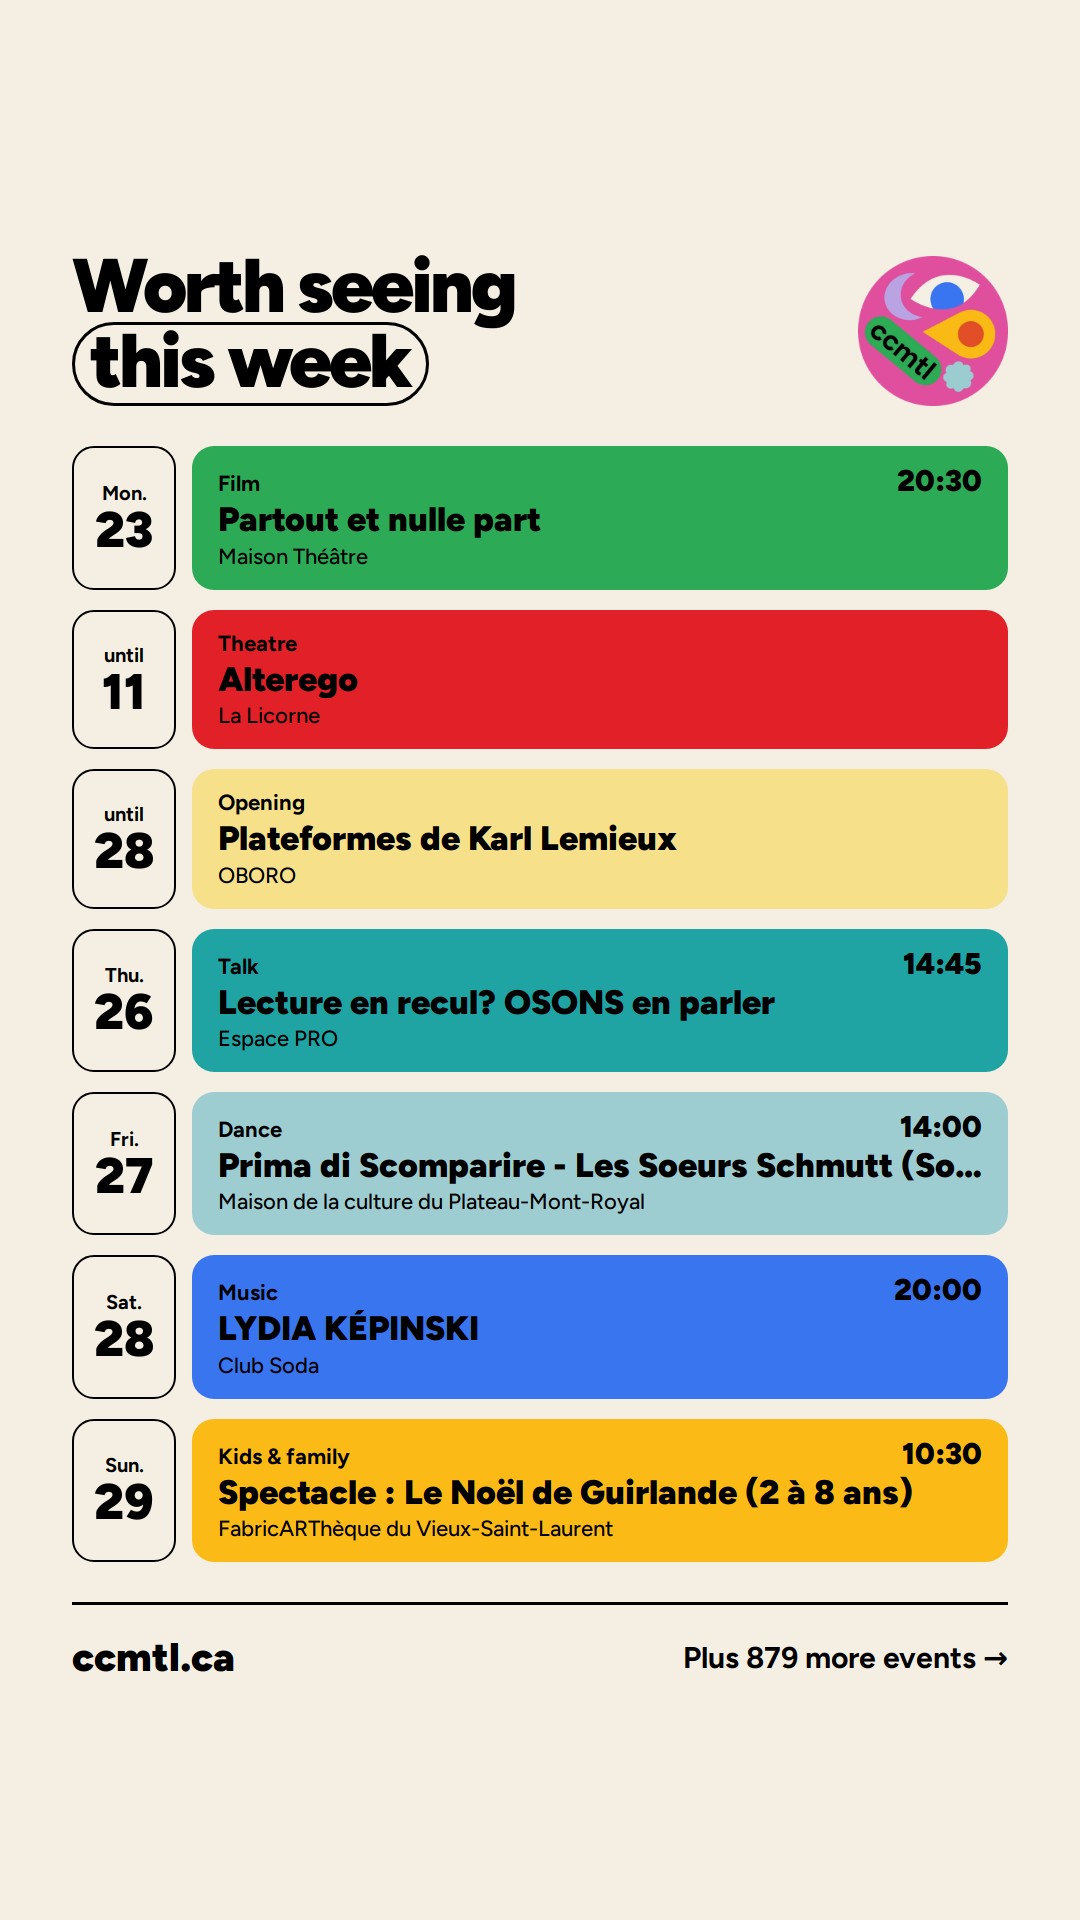 Worth seeing
this week
ccmtl
Mon.
23
Film
20:30
Partout et nulle part
Maison Théâtre
until
11
Theatre
Alterego
La Licorne
until
28
Opening
Plateformes de Karl Lemieux
OBORO
Thu.
26
Talk
14:45
Lecture en recul? OSONS en parler
Espace PRO
Fri.
27
Dance
14:00
Prima di Scomparire - Les Soeurs Schmutt (So...
Maison de la culture du Plateau-Mont-Royal
Sat.
28
Music
20:00
LYDIA KÉPINSKI
Club Soda
Sun.
29
Kids & family
10:30
Spectacle : Le Noël de Guirlande (2 à 8 ans)
FabricARThèque du Vieux-Saint-Laurent
ccmtl.ca
Plus 879 more events →